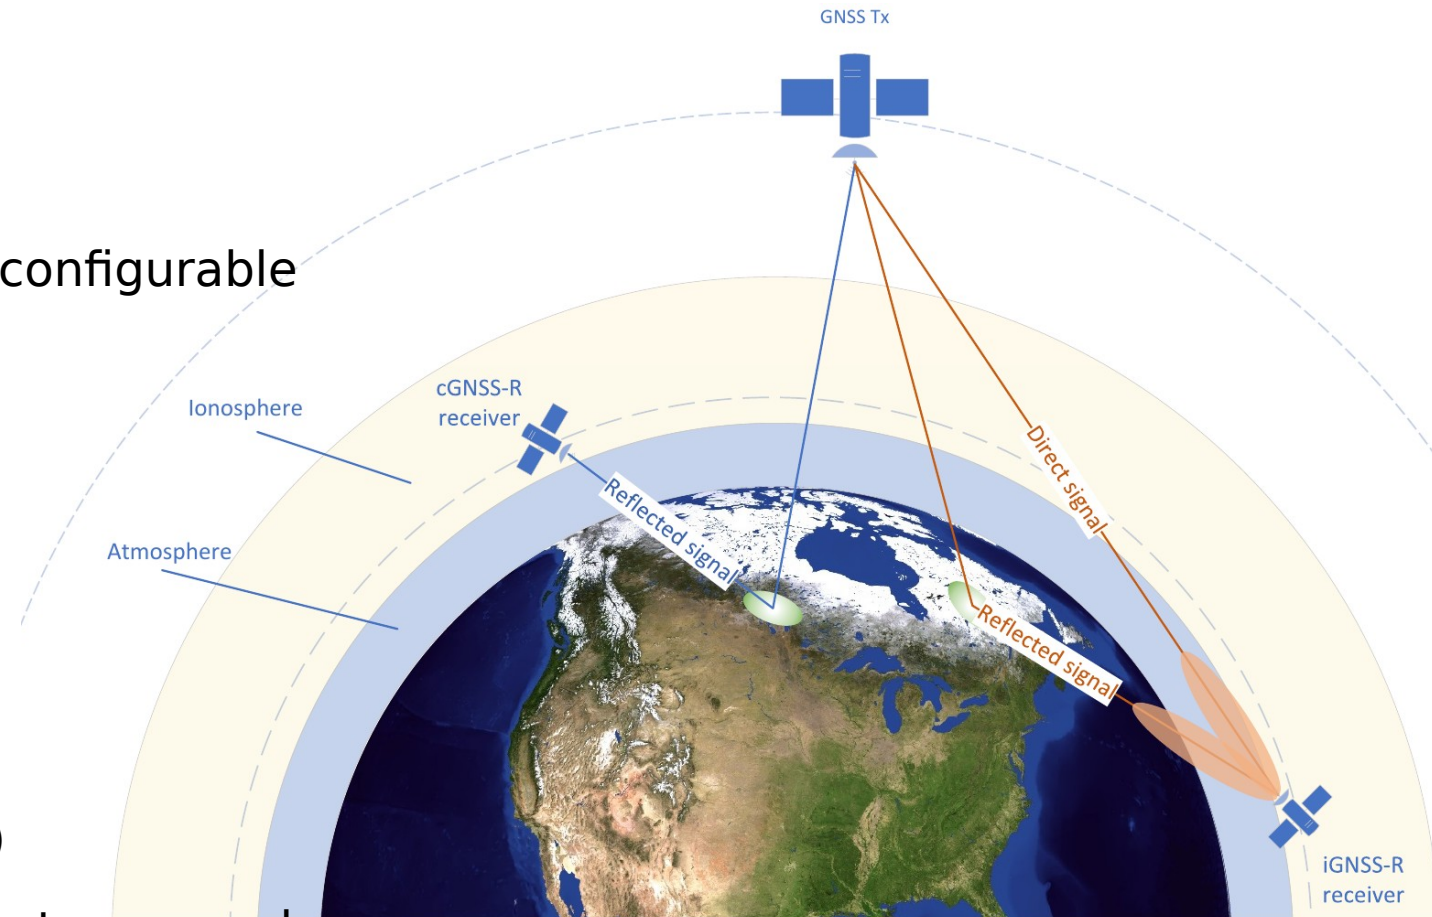 GNSS Tx
configurable
cGNSS-R
receiver
Ionosphere
Direct signal
Reflected signal
Atmosphere
Reflected signal
)
iGNSS-R
receiver